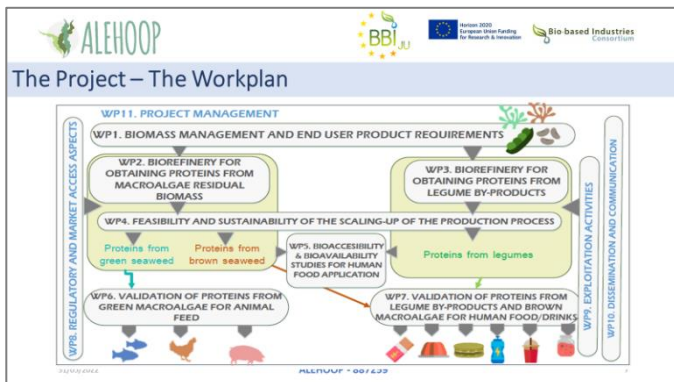 ALEHOOP
BBI JU
Horizon 2020
European Union Funding
for Research & Innovation
Bio-based Industries
Consortium
The Project – The Workplan
WP11. PROJECT MANAGEMENT
WP1. BIOMASS MANAGEMENT AND END USER PRODUCT REQUIREMENTS
WP8. REGULATORY AND MARKET ACCESS ASPECTS
WP2. BIOREFINERY FOR
OBTAINING PROTEINS FROM
MACROALGAE RESIDUAL
BIOMASS
WP3. BIOREFINERY FOR
OBTAINING PROTEINS FROM
LEGUME BY-PRODUCTS
WP4. FEASIBILITY AND SUSTAINABILITY OF THE SCALING-UP OF THE PRODUCTION PROCESS
Proteins from
green seaweed
Proteins from
brown seaweed
WP5. BIOACCESIBILITY
& BIOAVAILABILITY
STUDIES FOR HUMAN
FOOD APPLICATION
Proteins from legumes
WP6. VALIDATION OF PROTEINS FROM
GREEN MACROALGAE FOR ANIMAL
FEED
WP7. VALIDATION OF PROTEINS FROM
LEGUME BY-PRODUCTS AND BROWN
MACROALGAE FOR HUMAN FOOD/DRINKS
WP9. EXPLOITATION ACTIVITIES
WP10. DISSEMINATION AND COMMUNICATION
ALEHOOP - 887259